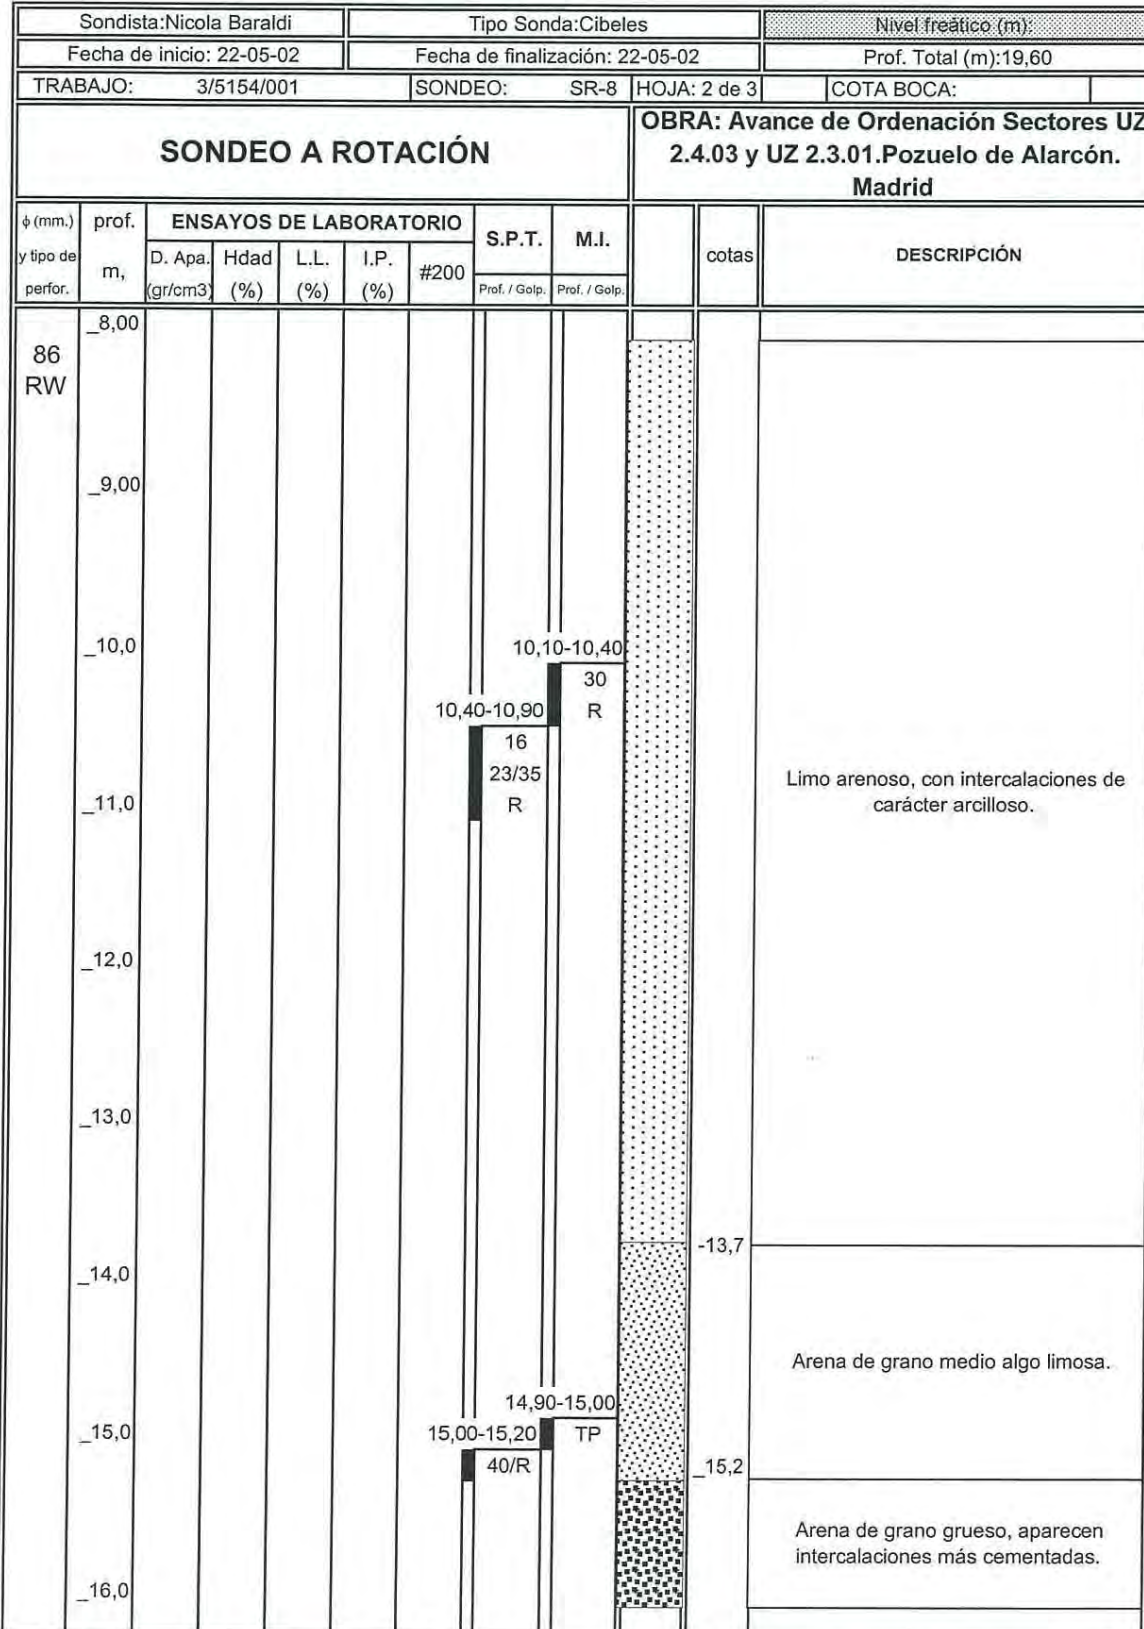 Sondista:Nicola Baraldi
Tipo Sonda:Cibeles
Nivel freático (m):
Fecha de inicio: 22-05-02
Fecha de finalización: 22-05-02
Prof. Total (m):19,60
TRABAJO: 3/5154/001
SONDEO: SR-8
HOJA: 2 de 3
COTA BOCA:
SONDEO A ROTACIÓN
OBRA: Avance de Ordenación Sectores UZ
2.4.03 y UZ 2.3.01.Pozuelo de Alarcón.
Madrid
ϕ (mm.)
y tipo de
perfor.
prof.
m,
ENSAYOS DE LABORATORIO
D. Apa.
(gr/cm3)
Hdad
(%)
L.L.
(%)
I.P.
(%)
#200
S.P.T.
Prof. / Golp.
M.I.
Prof. / Golp.
cotas
DESCRIPCIÓN
_8,00
86
RW
_9,00
_10,0
10,10-10,40
30
R
10,40-10,90
16
23/35
R
Limo arenoso, con intercalaciones de
carácter arcilloso.
_11,0
_12,0
_13,0
-13,7
_14,0
Arena de grano medio algo limosa.
14,90-15,00
TP
_15,0
15,00-15,20
40/R
_15,2
Arena de grano grueso, aparecen
intercalaciones más cementadas.
_16,0